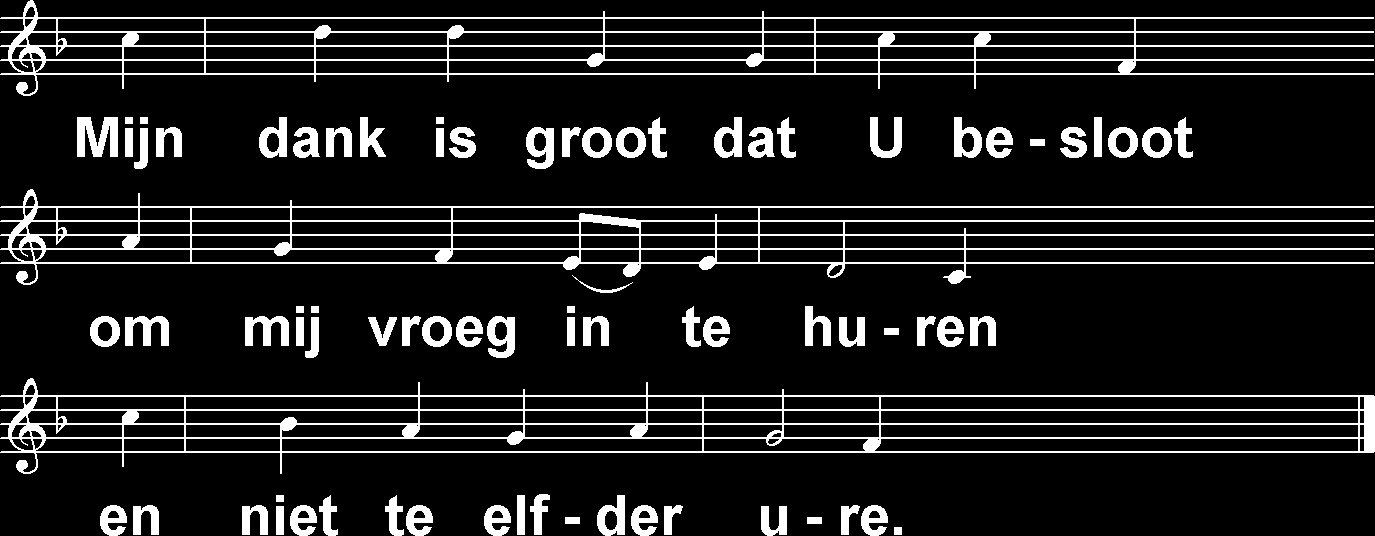 Mijn dank is groot dat U be - sloot
om mij vroeg in te hu - ren
en niet te elf - der u - re.